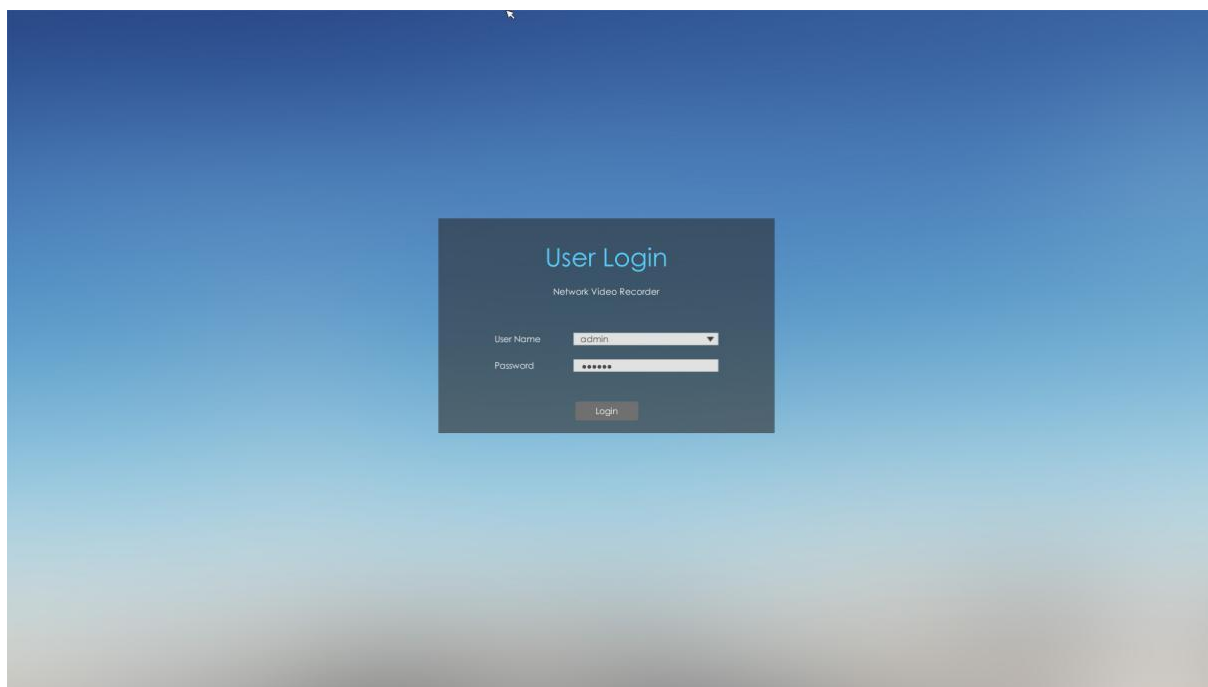 User Login
Network Video Recorder
User Name admin
Password ••••••
Login